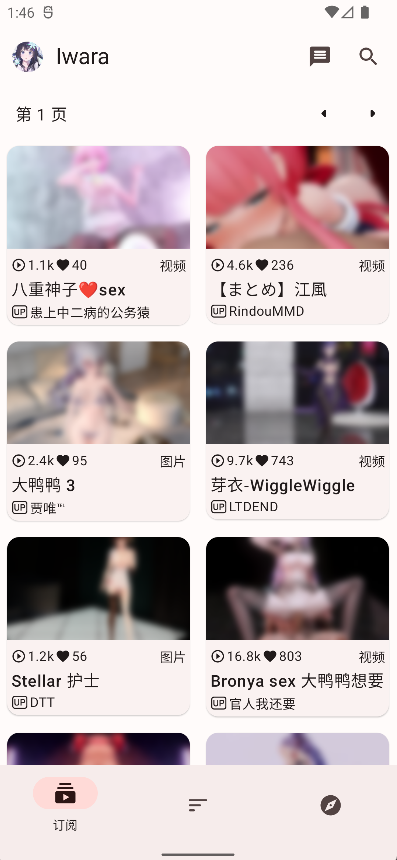 1:46
Iwara
第 1 页
1.1k 40 视频
八重神子❤️sex
UP 患上中二病的公务猿
4.6k 236 视频
【まとめ】江風
UP RindouMMD
2.4k 95 图片
大鸭鸭 3
UP 贾唯™
9.7k 743 视频
芽衣-WiggleWiggle
UP LTDEND
1.2k 56 图片
Stellar 护士
UP DTT
16.8k 803 视频
Bronya sex 大鸭鸭想要
UP 官人我还要
订阅